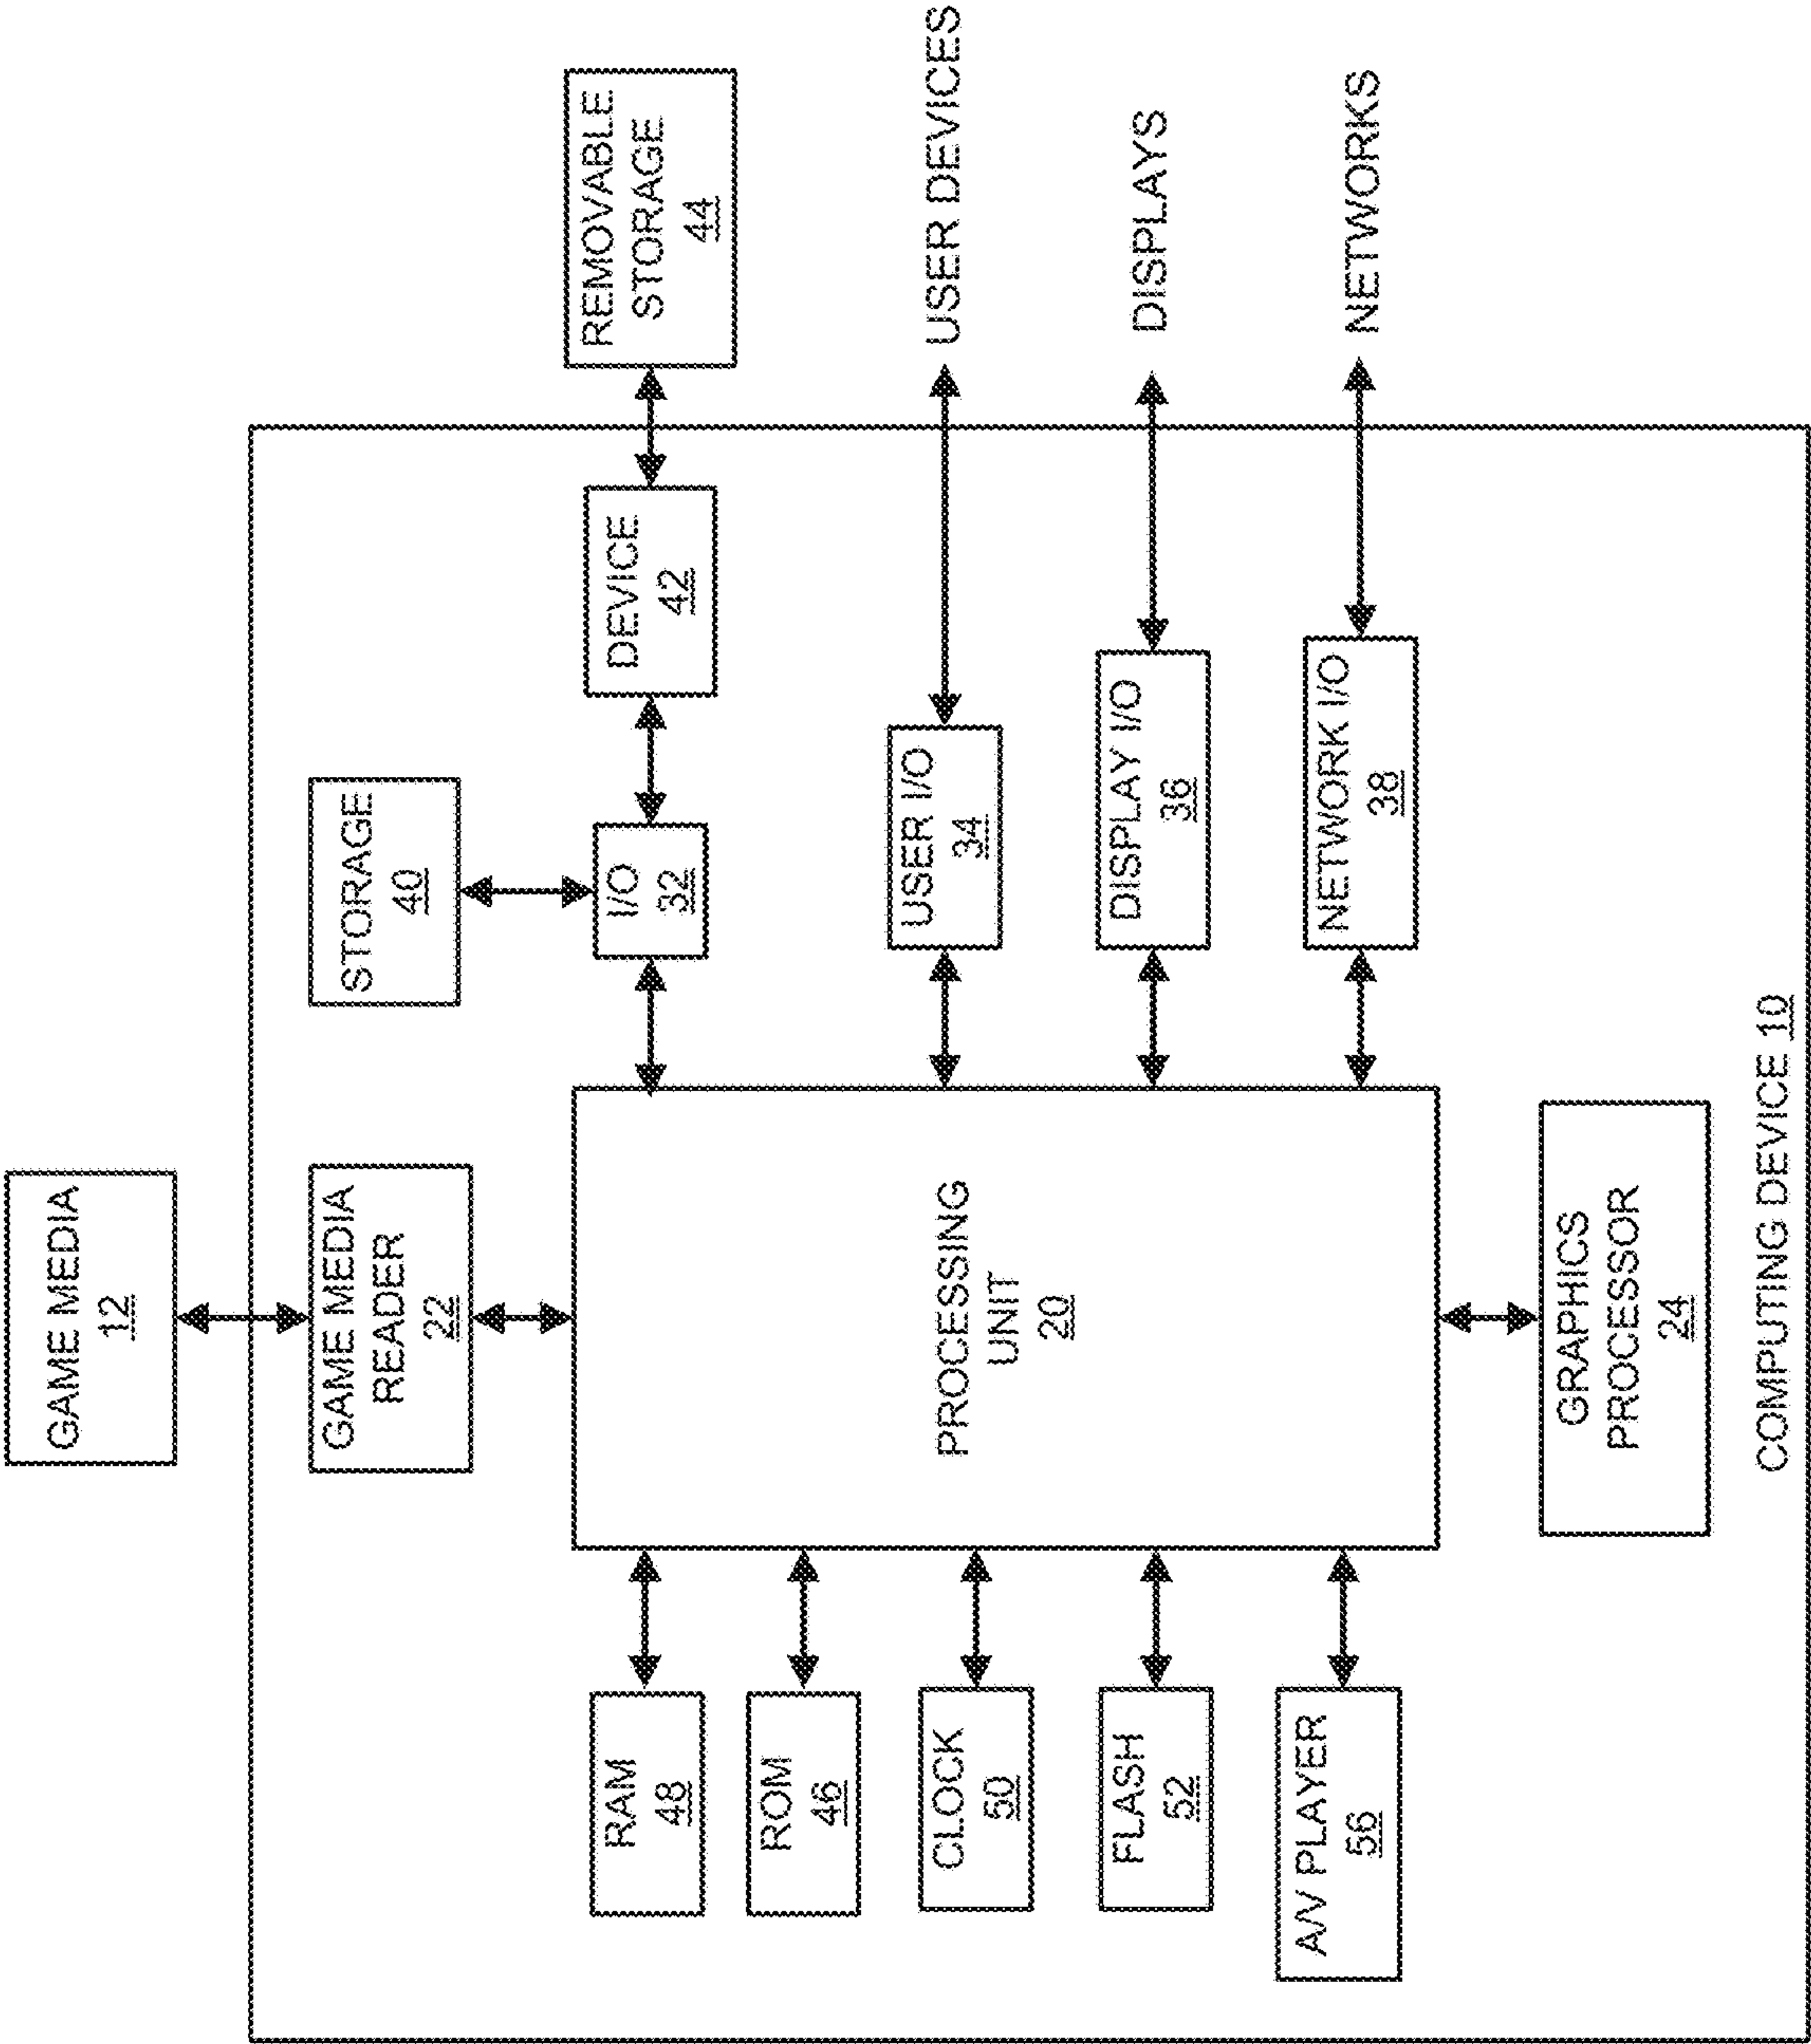 GAME MEDIA
12
GAME MEDIA
READER
22
STORAGE
40
RAM
48
ROM
46
CLOCK
50
FLASH
52
A/V PLAYER
56
PROCESSING
UNIT
20
I/O
32
DEVICE
42
REMOVABLE
STORAGE
44
USER I/O
34
USER DEVICES
DISPLAY I/O
36
DISPLAYS
NETWORK I/O
38
NETWORKS
GRAPHICS
PROCESSOR
24
COMPUTING DEVICE 10